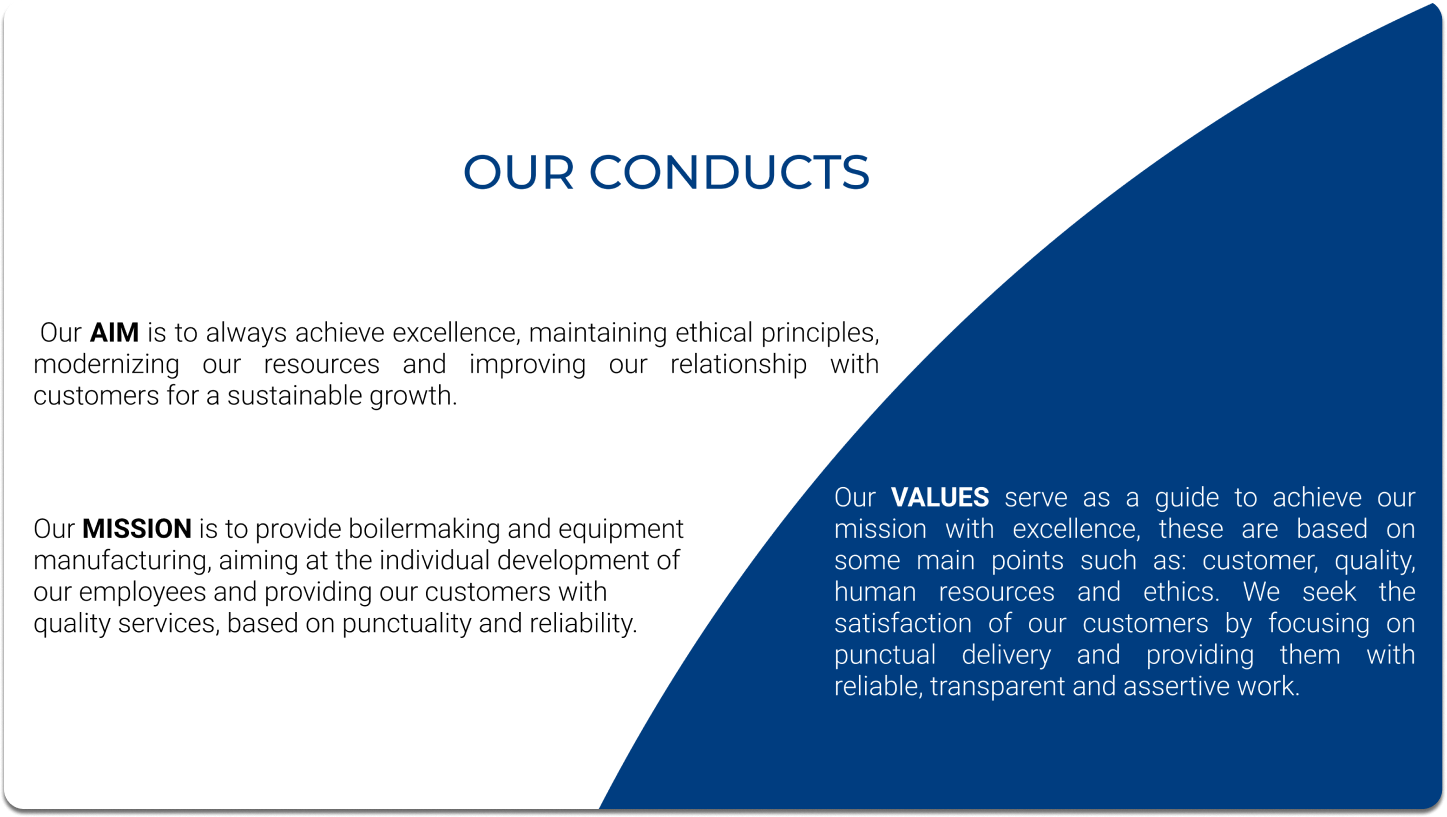 OUR CONDUCTS
Our AIM is to always achieve excellence, maintaining ethical principles,
modernizing our resources and improving our relationship with
customers for a sustainable growth.
Our MISSION is to provide boilermaking and equipment
manufacturing, aiming at the individual development of
our employees and providing our customers with
quality services, based on punctuality and reliability.
Our VALUES serve as a guide to achieve our
mission with excellence, these are based on
some main points such as: customer, quality,
human resources and ethics. We seek the
satisfaction of our customers by focusing on
punctual delivery and providing them with
reliable, transparent and assertive work.